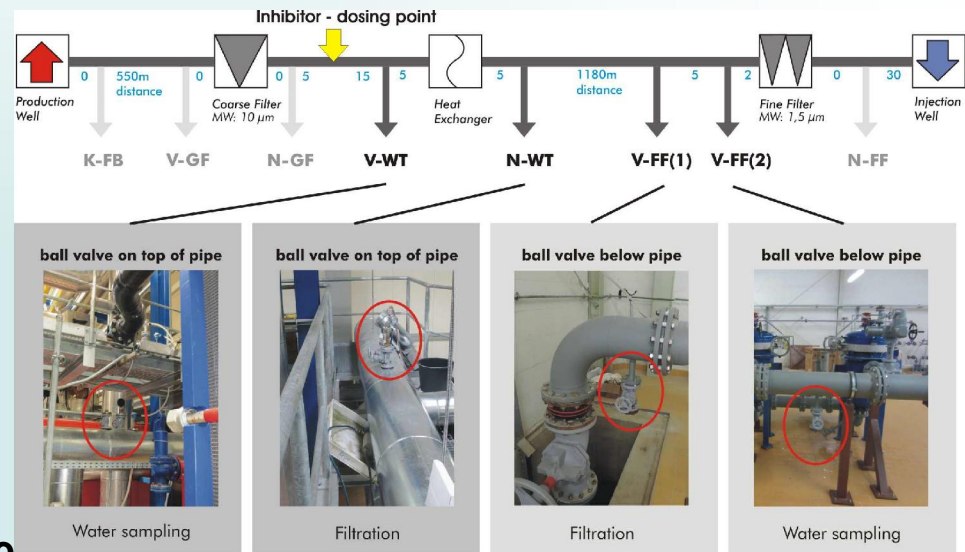 Inhibitor - dosing point
0
550m
distance
0
0
5
15
5
5
1180m
distance
5
2
0
30
Production
Well
Coarse Filter
MW: 10 µm
Heat
Exchanger
Fine Filter
MW: 1,5 µm
Injection
Well
K-FB
V-GF
N-GF
V-WT
N-WT
V-FF(1)
V-FF(2)
N-FF
ball valve on top of pipe
ball valve on top of pipe
ball valve below pipe
ball valve below pipe
Water sampling
Filtration
Filtration
Water sampling